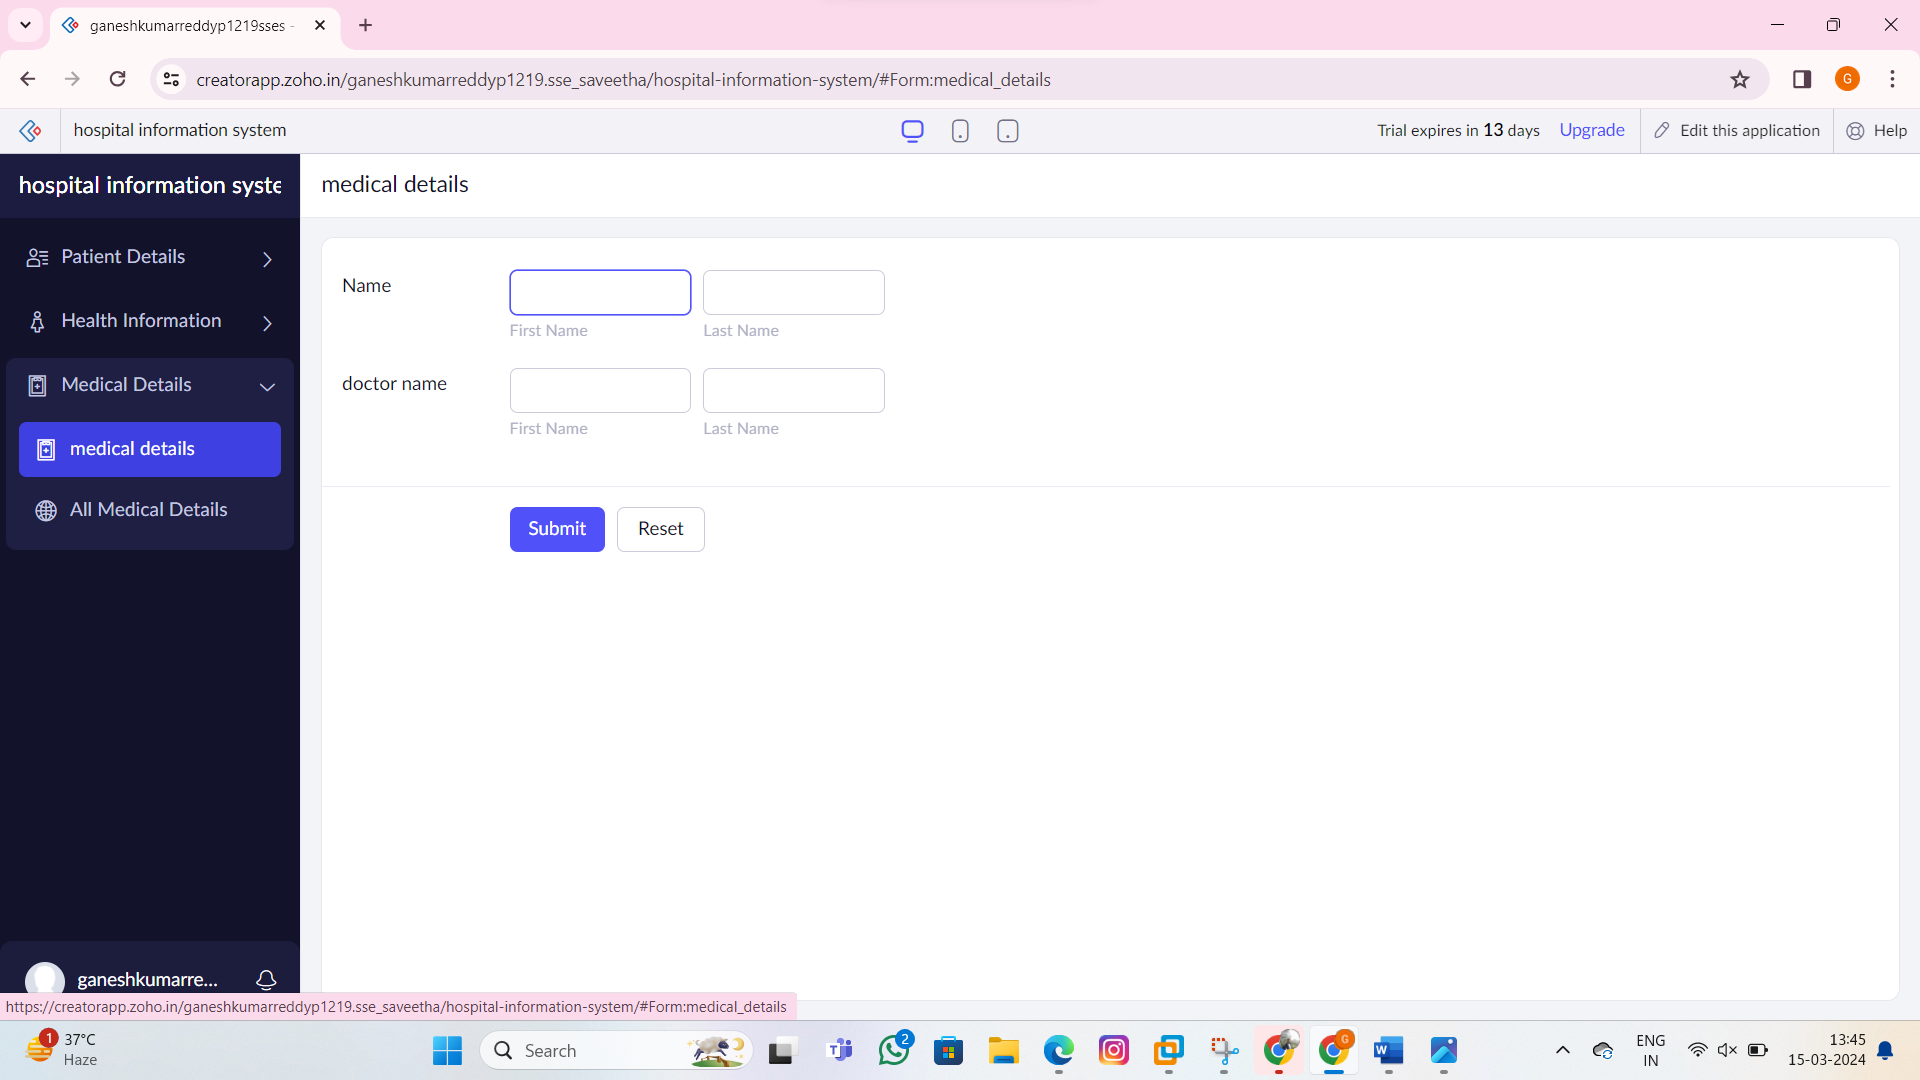 ganeshkumarreddyp1219sses -
creatorapp.zoho.in/ganeshkumarreddyp1219.sse_saveetha/hospital-information-system/#Form:medical_details
G
hospital information system
Trial expires in 13 days
Upgrade
Edit this application
Help
hospital information syste
medical details
Patient Details
Health Information
Medical Details
medical details
All Medical Details
Name
First Name
Last Name
doctor name
First Name
Last Name
Submit
Reset
ganeshkumarre...
https://creatorapp.zoho.in/ganeshkumarreddyp1219.sse_saveetha/hospital-information-system/#Form:medical_details
1
37°C
Haze
Search
2
G
ENG
IN
13:45
15-03-2024